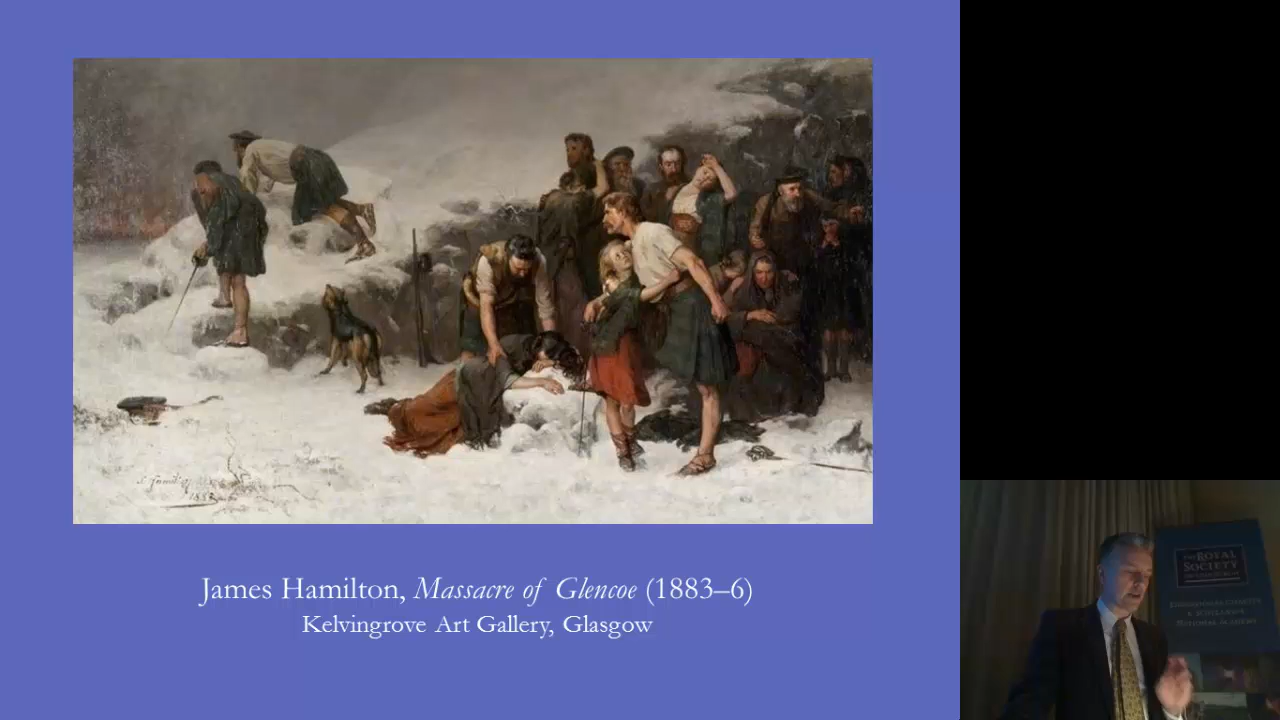 James Hamilton, Massacre of Glencoe (1883–6)
Kelvingrove Art Gallery, Glasgow
THE ROYAL
SOCIETY